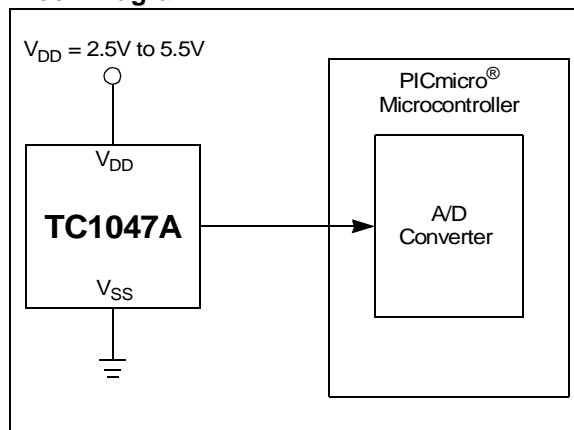 V_DD = 2.5V to 5.5V
PICmicro®
Microcontroller
V_DD
TC1047A
A/D
Converter
V_SS